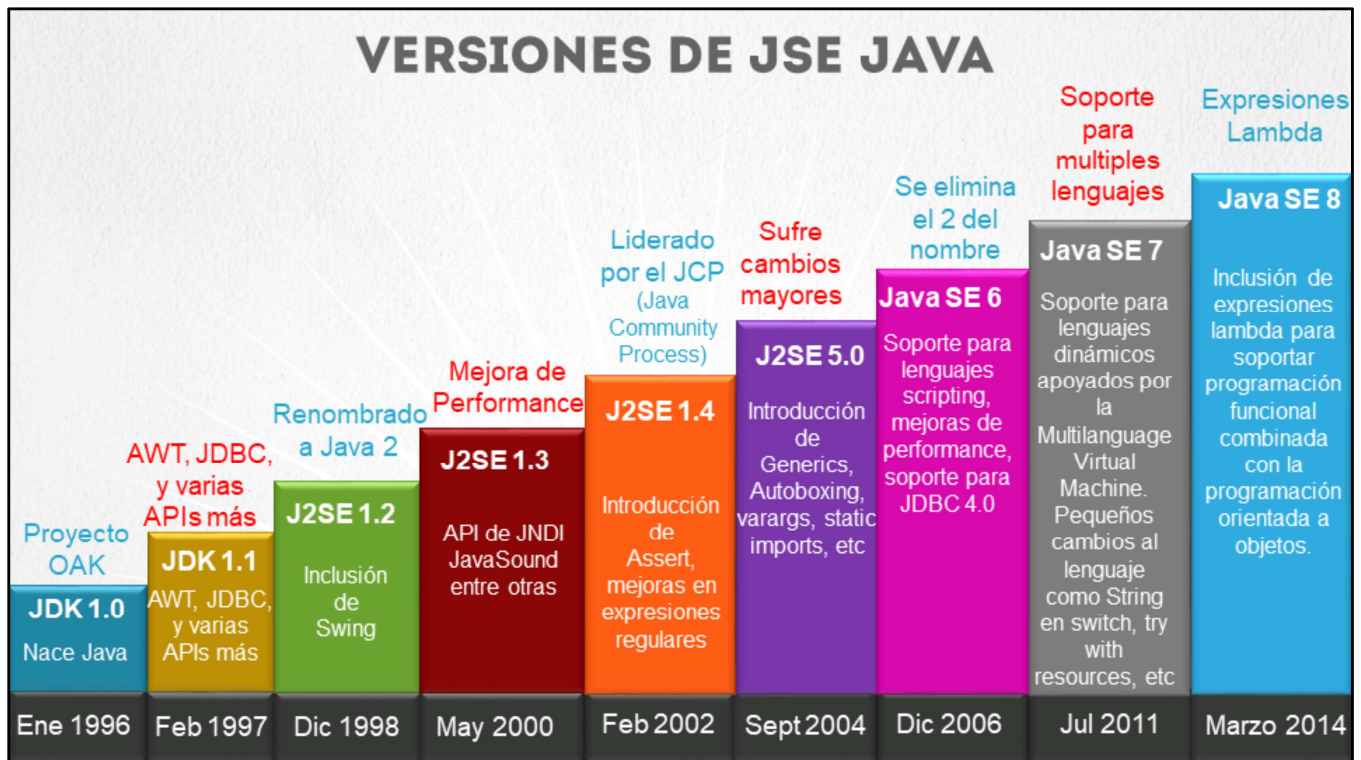 VERSIONES DE JSE JAVA
Proyecto
OAK
JDK 1.0
Nace Java
Ene 1996
AWT, JDBC,
y varias
APIs más
JDK 1.1
AWT, JDBC,
y varias
APIs más
Feb 1997
Renombrado
a Java 2
J2SE 1.2
Inclusión
de
Swing
Dic 1998
Mejora de
Performance
J2SE 1.3
API de JNDI
JavaSound
entre otras
May 2000
Liderado
por el JCP
(Java
Community
Process)
J2SE 1.4
Introducción
de
Assert,
mejoras en
expresiones
regulares
Feb 2002
Sufre
cambios
mayores
J2SE 5.0
Introducción
de
Generics,
Autoboxing,
varargs, static
imports, etc
Sept 2004
Se elimina
el 2 del
nombre
Java SE 6
Soporte para
lenguajes
scripting,
mejoras de
performance,
soporte para
JDBC 4.0
Dic 2006
Soporte
para
multiples
lenguajes
Java SE 7
Soporte para
lenguajes
dinámicos
apoyados por
la
Multilanguage
Virtual
Machine.
Pequeños
cambios al
lenguaje
como String
en switch, try
with
resources, etc
Jul 2011
Expresiones
Lambda
Java SE 8
Inclusión de
expresiones
lambda para
soportar
programación
funcional
combinada
con la
programación
orientada a
objetos.
Marzo 2014